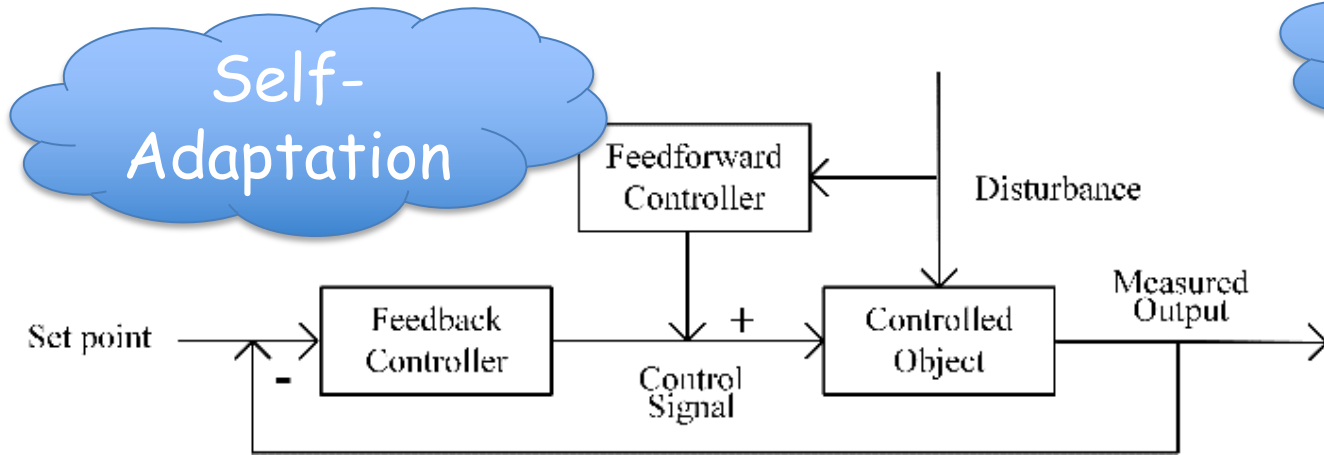 Self-
Adaptation
Feedforward
Controller
Disturbance
Set point
-
Feedback
Controller
+
Control
Signal
Controlled
Object
Measured
Output